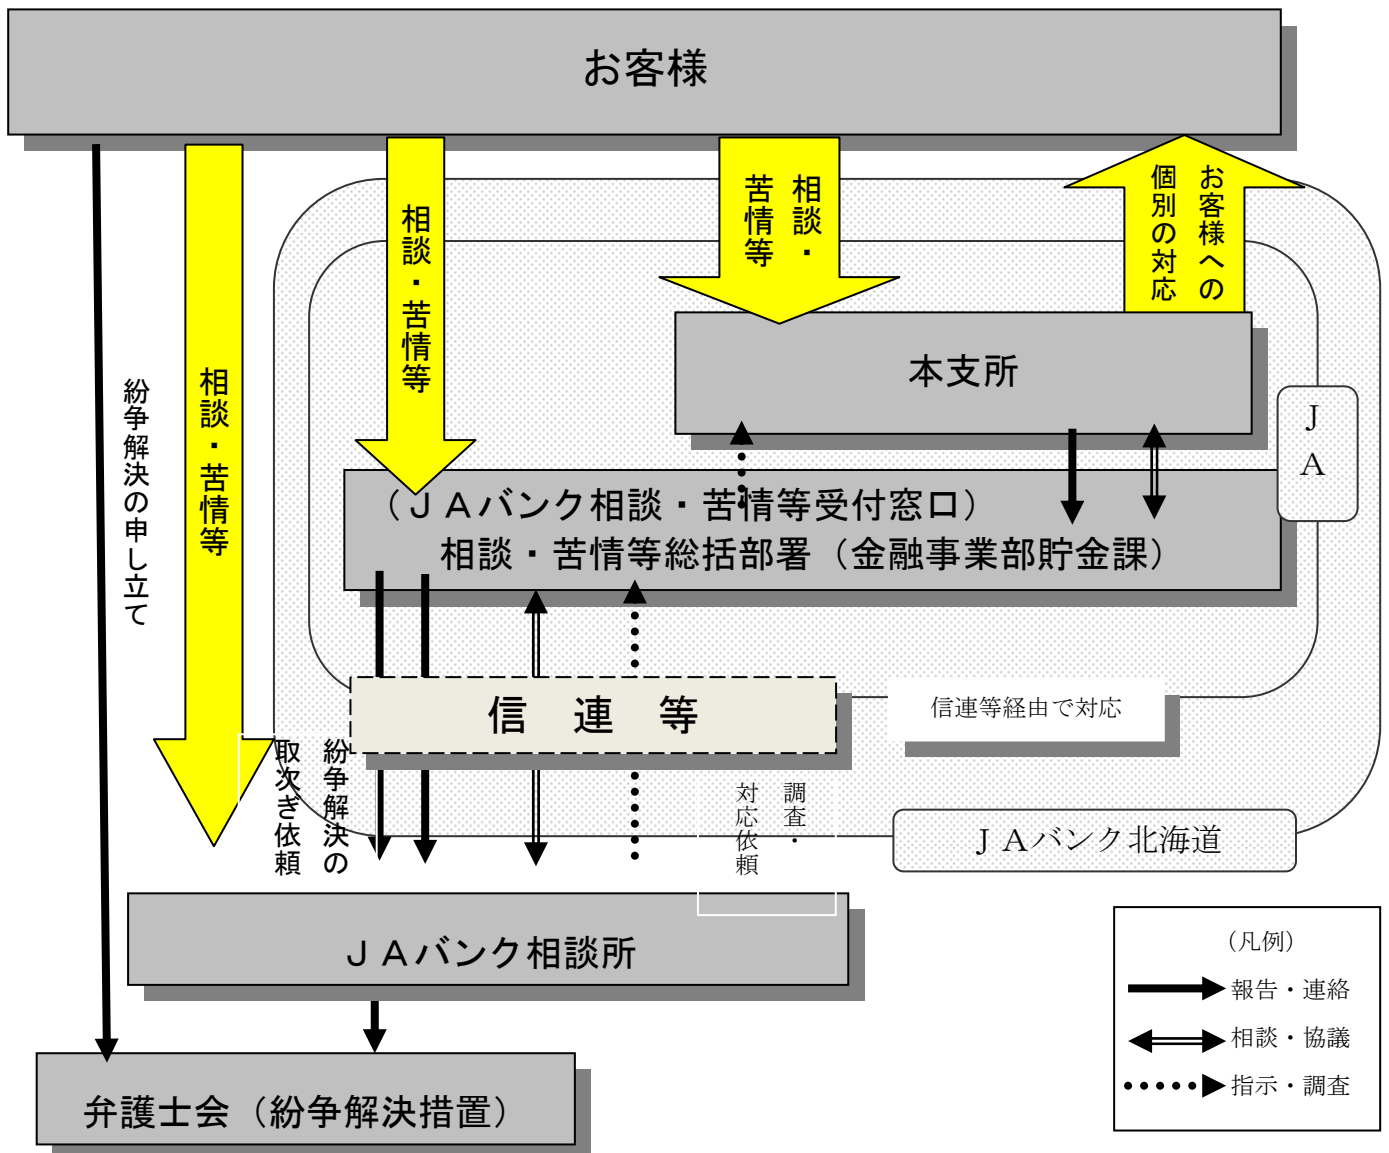 お客様
相談・
苦情等
お客様への
個別の対応
相談・苦情等
相談・苦情等
紛争解決の申し立て
本支所
ＪＡ
（ＪＡバンク相談・苦情等受付窓口）
相談・苦情等総括部署（金融事業部貯金課）
信　連　等
信連等経由で対応
紛争解決の
取次ぎ依頼
調査・
対応依頼
ＪＡバンク北海道
ＪＡバンク相談所
弁護士会（紛争解決措置）
（凡例）
報告・連絡
相談・協議
指示・調査